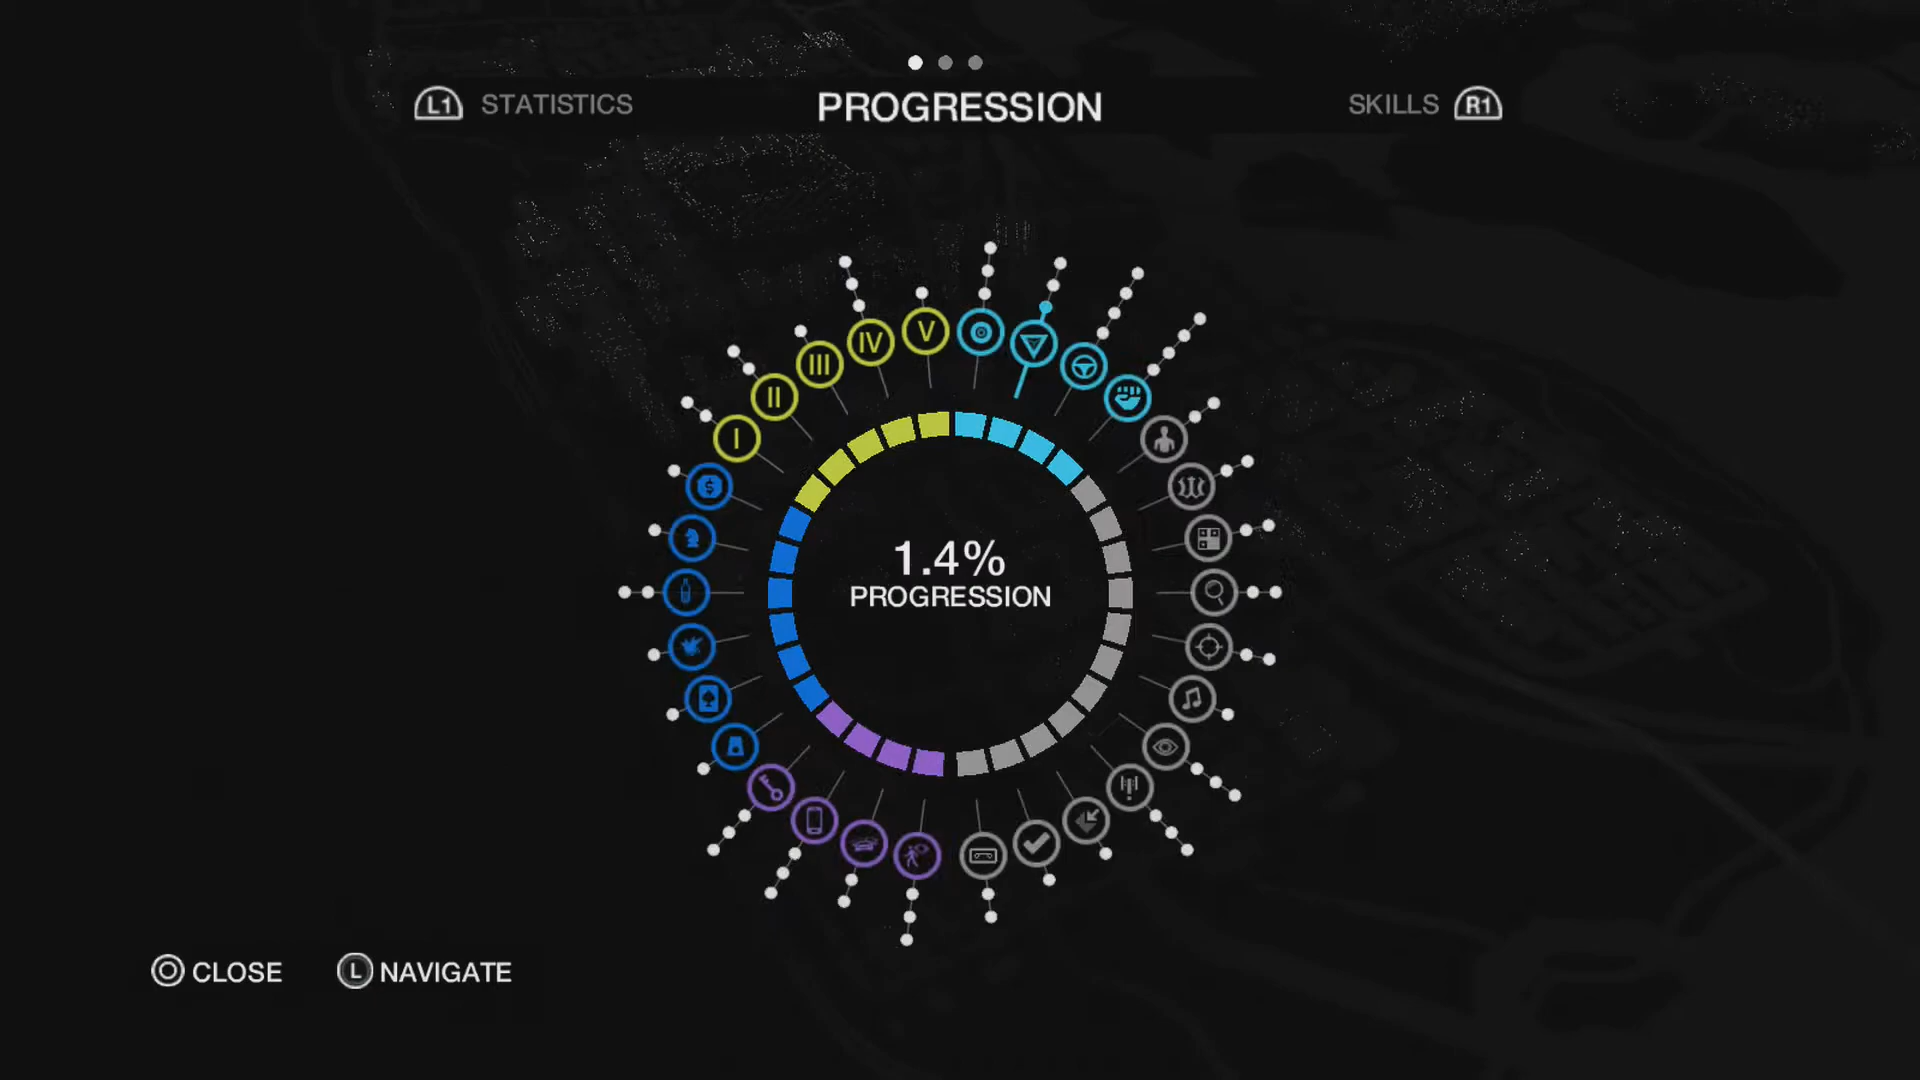 L1 STATISTICS PROGRESSION SKILLS R1
IV V
III
II
I
$
1.4%
PROGRESSION
CLOSE L NAVIGATE